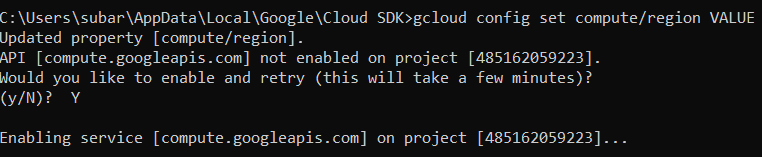 C:\Users\subar\AppData\Local\Google\Cloud SDK>gcloud config set compute/region VALUE
Updated property [compute/region].
API [compute.googleapis.com] not enabled on project [485162059223].
Would you like to enable and retry (this will take a few minutes)?
(y/N)?  Y
Enabling service [compute.googleapis.com] on project [485162059223]...